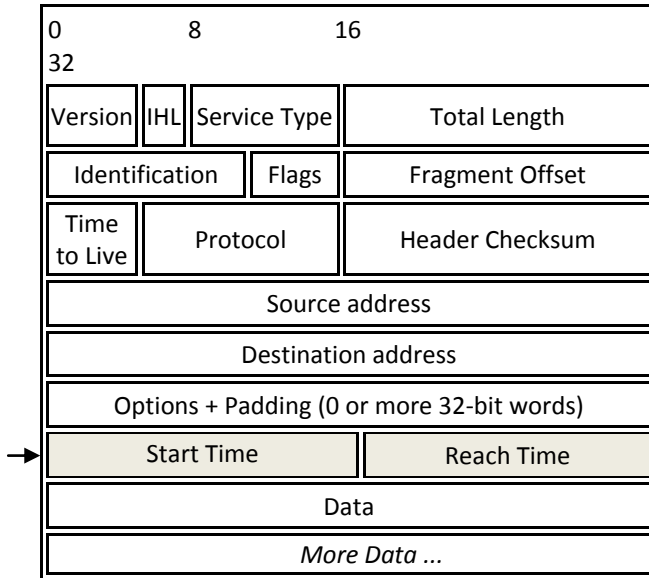 0 8 16
32
Version IHL Service Type Total Length
Identification Flags Fragment Offset
Time
to Live Protocol Header Checksum
Source address
Destination address
Options + Padding (0 or more 32-bit words)
Start Time Reach Time
Data
More Data ...